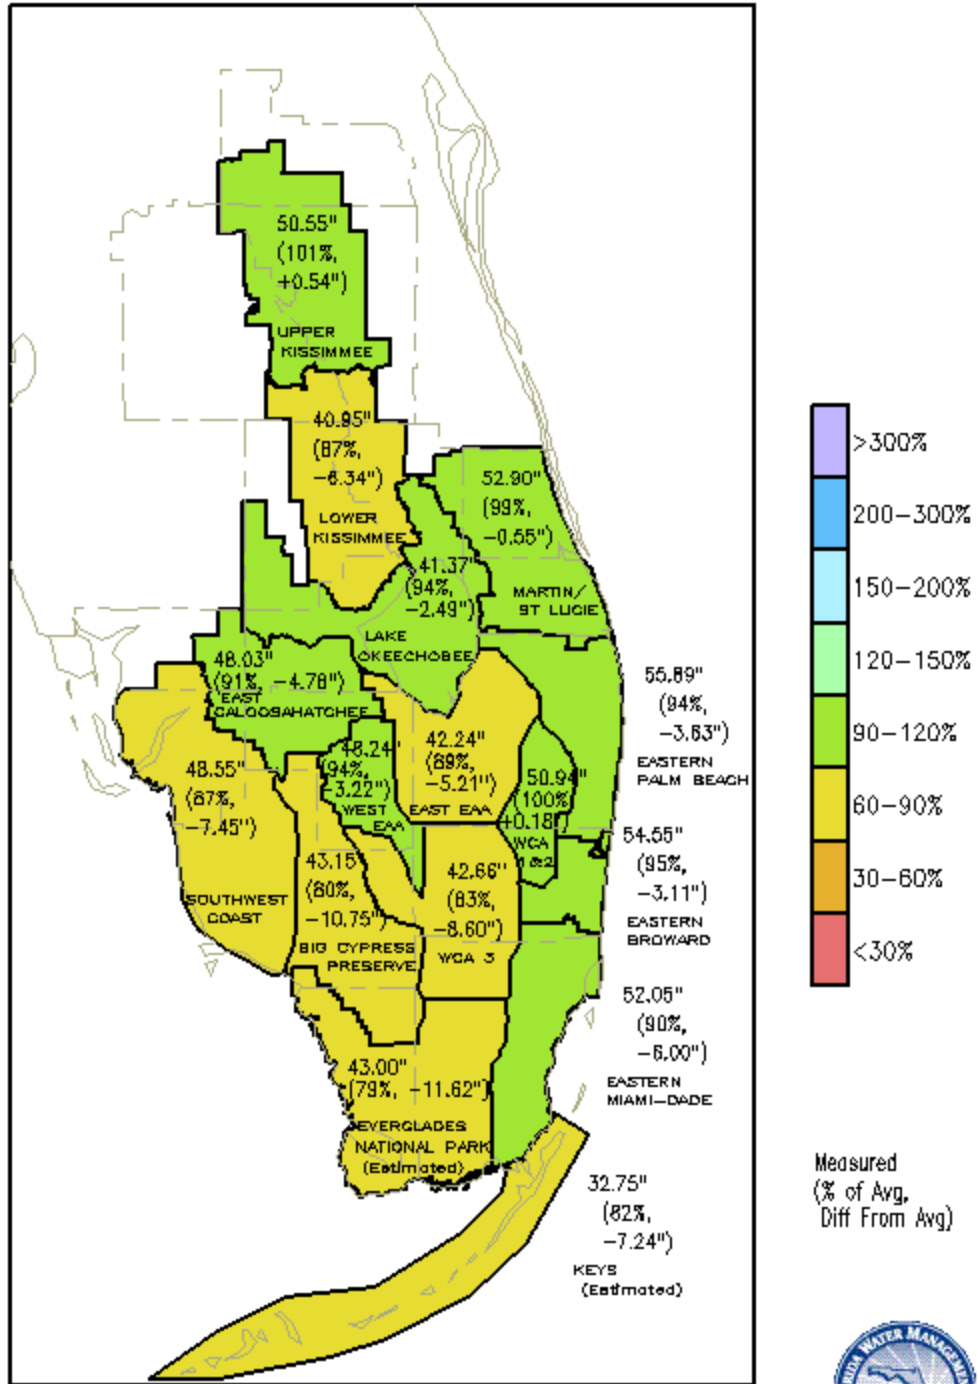 50.55"
(101%,
+0.54")
UPPER
KISSIMMEE
40.95"
(87%,
-6.34")
LOWER
KISSIMMEE
52.90"
(99%,
-0.55")
MARTIN/
ST LUCIE
41.37"
(94%,
-2.49")
LAKE
OKEECHOBEE
48.03"
(91%, -4.78")
EAST
CALOOSAHATCHEE
55.89"
(94%,
-3.63")
EASTERN
PALM BEACH
48.55"
(87%,
-7.45")
SOUTHWEST
COAST
48.24"
(94%,
-3.22")
WEST
EAA
42.24"
(89%,
-5.21")
EAST EAA
50.94"
(100%
+0.18"
WCA
1&2
54.55"
(95%,
-3.11")
EASTERN
BROWARD
43.15
(80%,
-10.75")
BIG CYPRESS
PRESERVE
42.66"
(83%,
-8.60")
WCA 3
52.05"
(90%,
-6.00")
EASTERN
MIAMI-DADE
43.00"
(79%, -11.62")
EVERGLADES
NATIONAL PARK
(Estimated)
32.75"
(82%,
-7.24")
KEYS
(Estimated)
>300%
200-300%
150-200%
120-150%
90-120%
60-90%
30-60%
<30%
Measured
(% of Avg,
Diff From Avg)
WATER